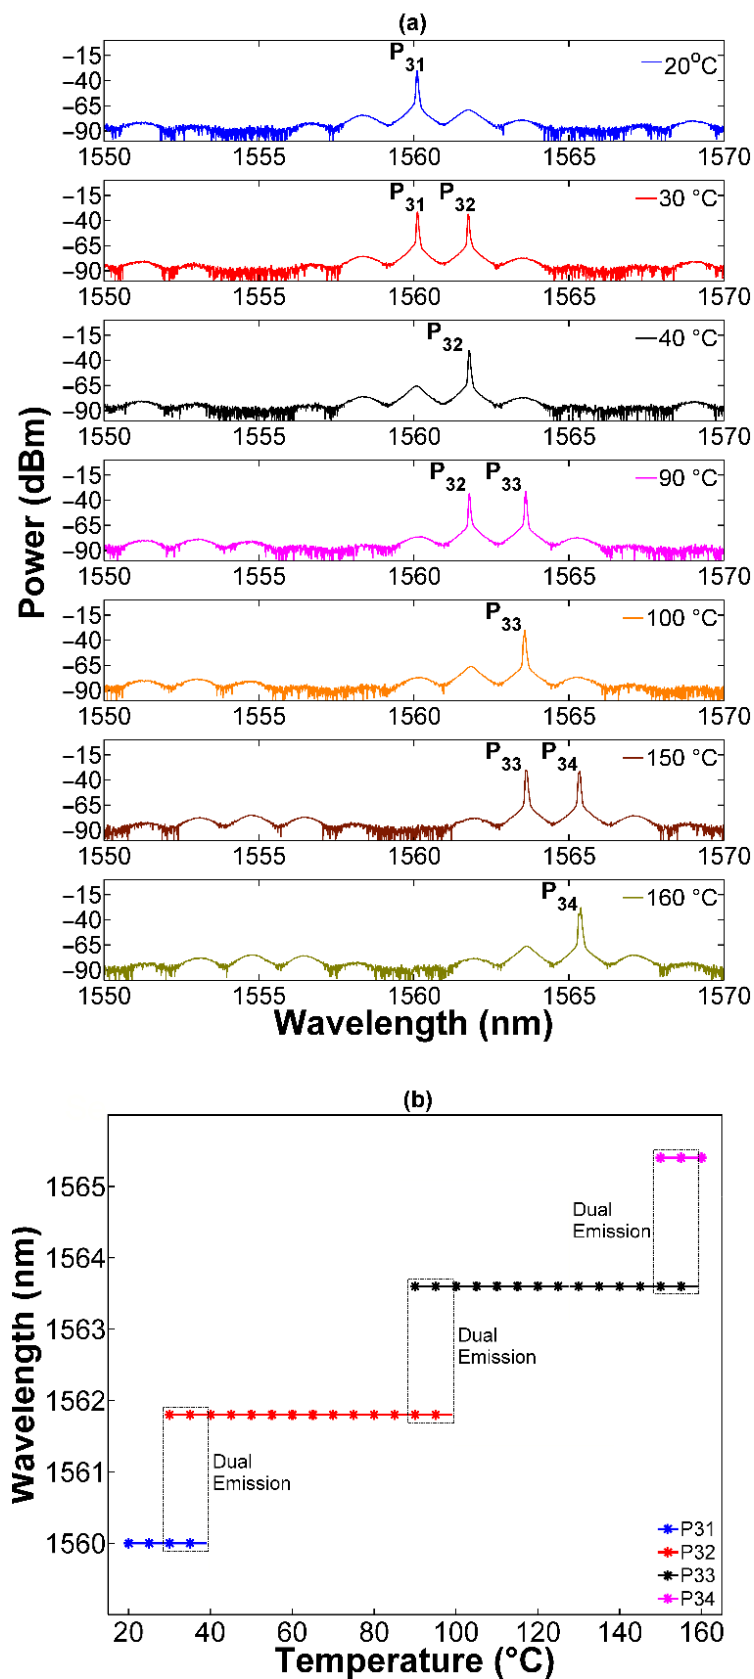 (a)
P31
−15
−40
−65
−90
20°C
1550 1555 1560 1565 1570
P31 P32
−15
−40
−65
−90
30 °C
1550 1555 1560 1565 1570
P32
−15
−40
−65
−90
40 °C
1550 1555 1560 1565 1570
P32 P33
−15
−40
−65
−90
90 °C
1550 1555 1560 1565 1570
P33
−15
−40
−65
−90
100 °C
1550 1555 1560 1565 1570
P33 P34
−15
−40
−65
−90
150 °C
1550 1555 1560 1565 1570
P34
−15
−40
−65
−90
160 °C
1550 1555 1560 1565 1570
Power (dBm)
Wavelength (nm)
(b)
Wavelength (nm)
1565
1564
1563
1562
1561
1560
Dual
Emission
Dual
Emission
Dual
Emission
P31
P32
P33
P34
20 40 60 80 100 120 140 160
Temperature (°C)